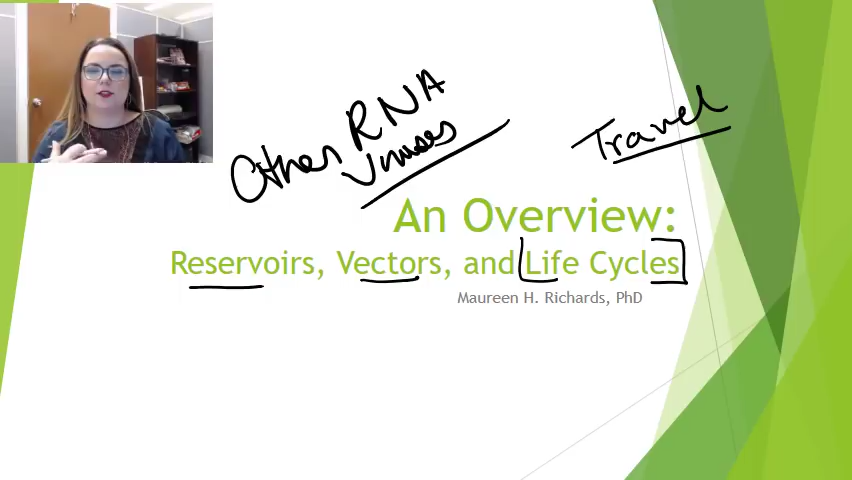 Other RNA
Viruses
Travel
An Overview:
Reservoirs, Vectors, and Life Cycles
Maureen H. Richards, PhD